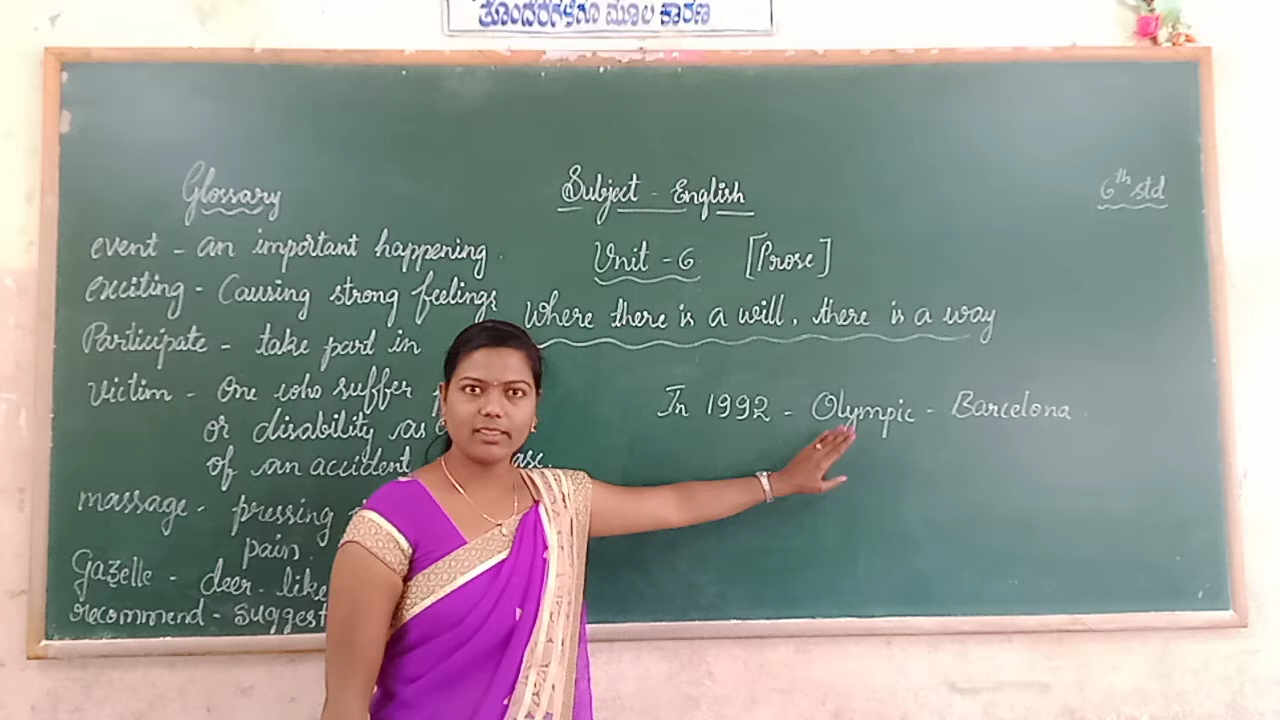 ತೊಂದರೆಗಳಿಗೂ ಮೂಲ ಕಾರಣ
Subject - English
6th std
Unit - 6 [Prose]
Where there is a will, there is a way
In 1992 - Olympic - Barcelona
Glossary
event - an important happening.
exciting - Causing strong feelings
Participate - take part in
Victim - One who suffer
or disability as
of an accident
massage - pressing
pain.
Gazelle - deer-like
recommend - suggest